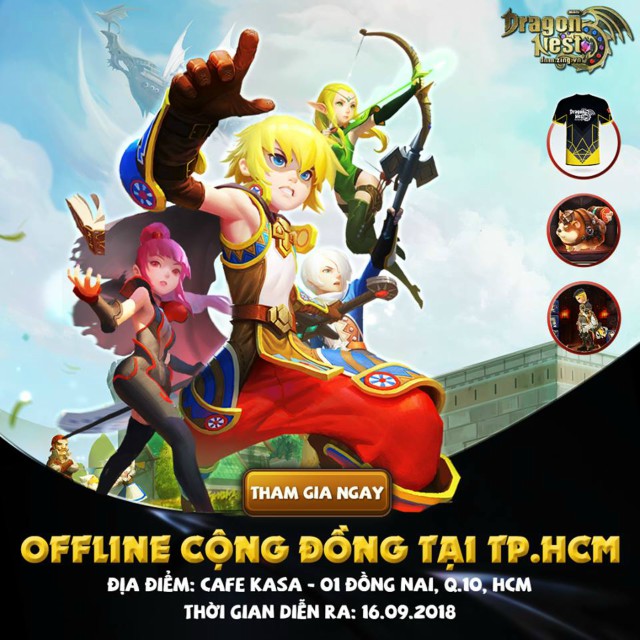 Dragon
Nest
dnm.zing.vn
THAM GIA NGAY
OFFLINE CỘNG ĐỒNG TẠI TP.HCM
ĐỊA ĐIỂM: CAFE KASA - 01 ĐỒNG NAI, Q.10, HCM
THỜI GIAN DIỄN RA: 16.09.2018